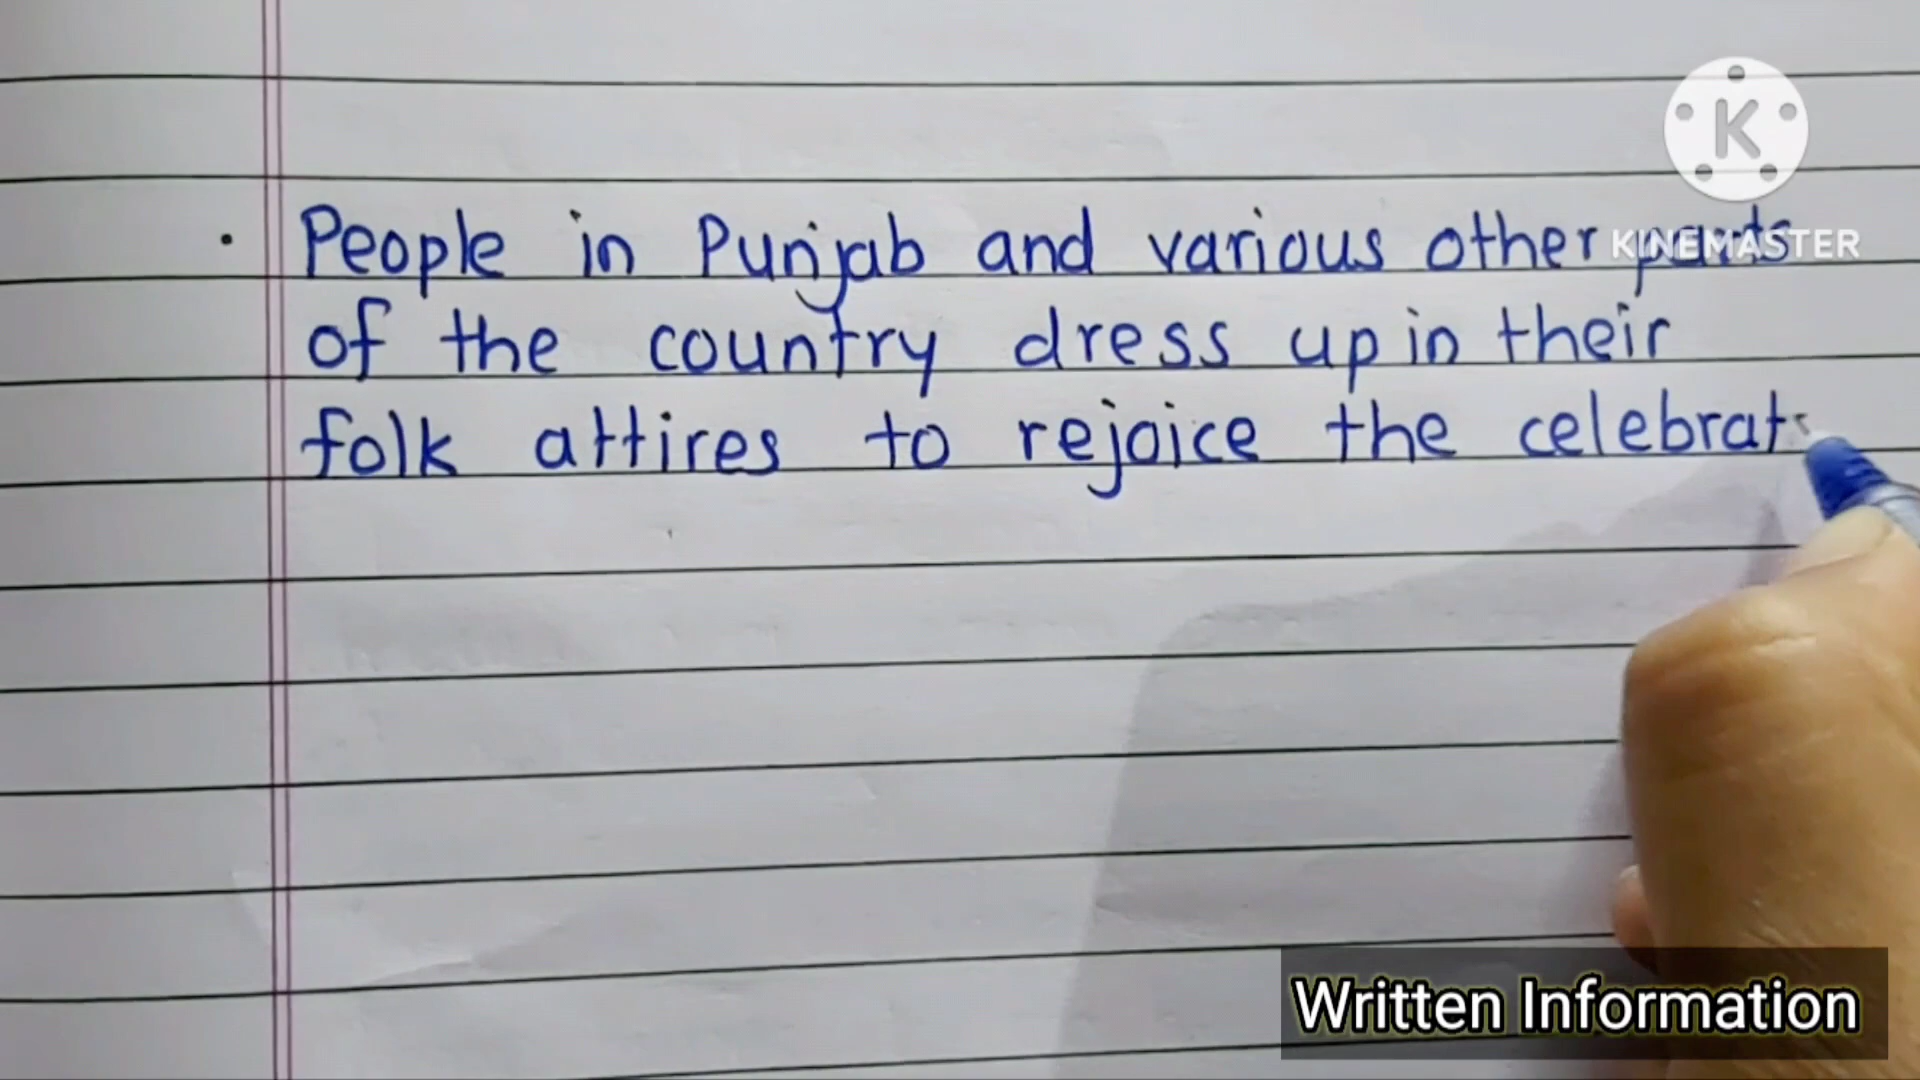 K
KINEMASTER
· People in Punjab and various other parts
of the country dress up in their
folk attires to rejoice the celebrat
Written Information